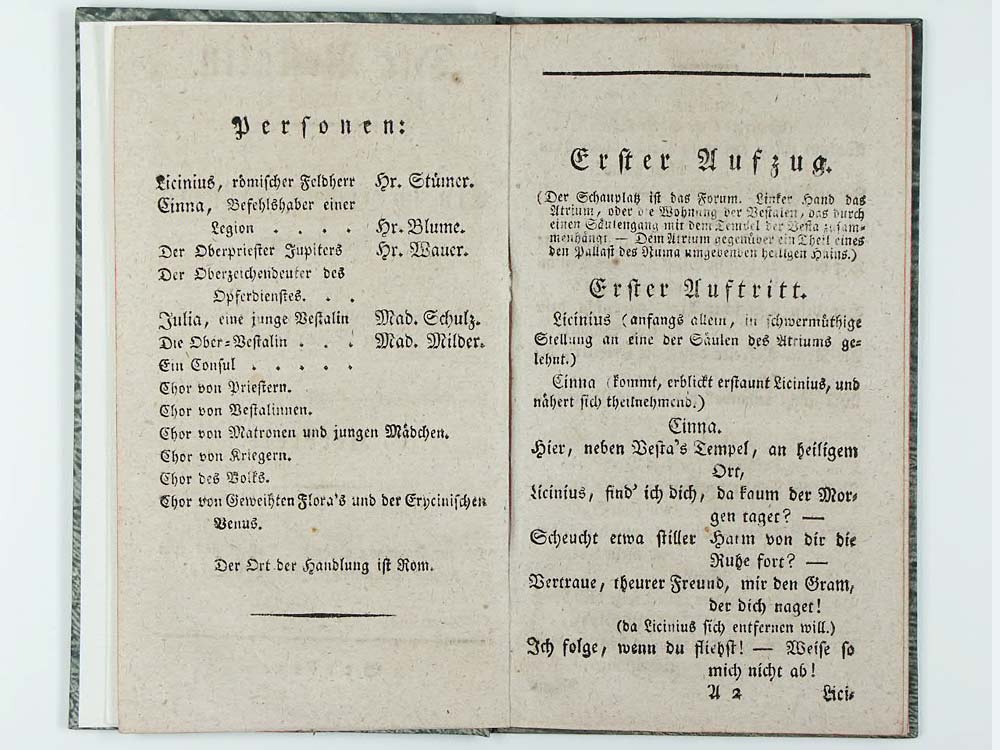 Personen:
Licinius, römischer Feldherr Hr. Stümer.
Cinna, Befehlshaber einer
Legion . . . . Hr. Blume.
Der Oberpriester Jupiters Hr. Wauer.
Der Oberzeichendeuter des
Opferdienstes. . .
Julia, eine junge Vestalin Mad. Schulz.
Die Ober-Vestalin . . . Mad. Milder.
Ein Consul . . . . .
Chor von Priestern.
Chor von Vestalinnen.
Chor von Matronen und jungen Mädchen.
Chor von Kriegern.
Chor des Volks.
Chor von Geweihten Flora's und der Erycinischen
Venus.
Der Ort der Handlung ist Rom.
Erster Aufzug.
(Der Schauplatz ist das Forum. Linker Hand das
Atrium, oder die Wohnung der Vestalen, das durch
einen Säulengang mit dem Tempel der Vesta zusam-
menhängt — Dem Atrium gegenüber ein Theil eines
den Pallast des Numa umgebenden heiligen Hains.)
Erster Auftritt.
Licinius (anfangs allein, in schwermüthige
Stellung an eine der Säulen des Atriums ge-
lehnt.)
Cinna (kommt, erblickt erstaunt Licinius, und
nähert sich theilnehmend.)
Cinna.
Hier, neben Vesta's Tempel, an heiligem
Ort,
Licinius, find' ich dich, da kaum der Mor-
gen taget? —
Scheucht etwa stiller Harm von dir die
Ruhe fort? —
Vertraue, theurer Freund, mir den Gram,
der dich naget!
(da Licinius sich entfernen will.)
Ich folge, wenn du fliehst! — Weise so
mich nicht ab!
A 2 Lici-